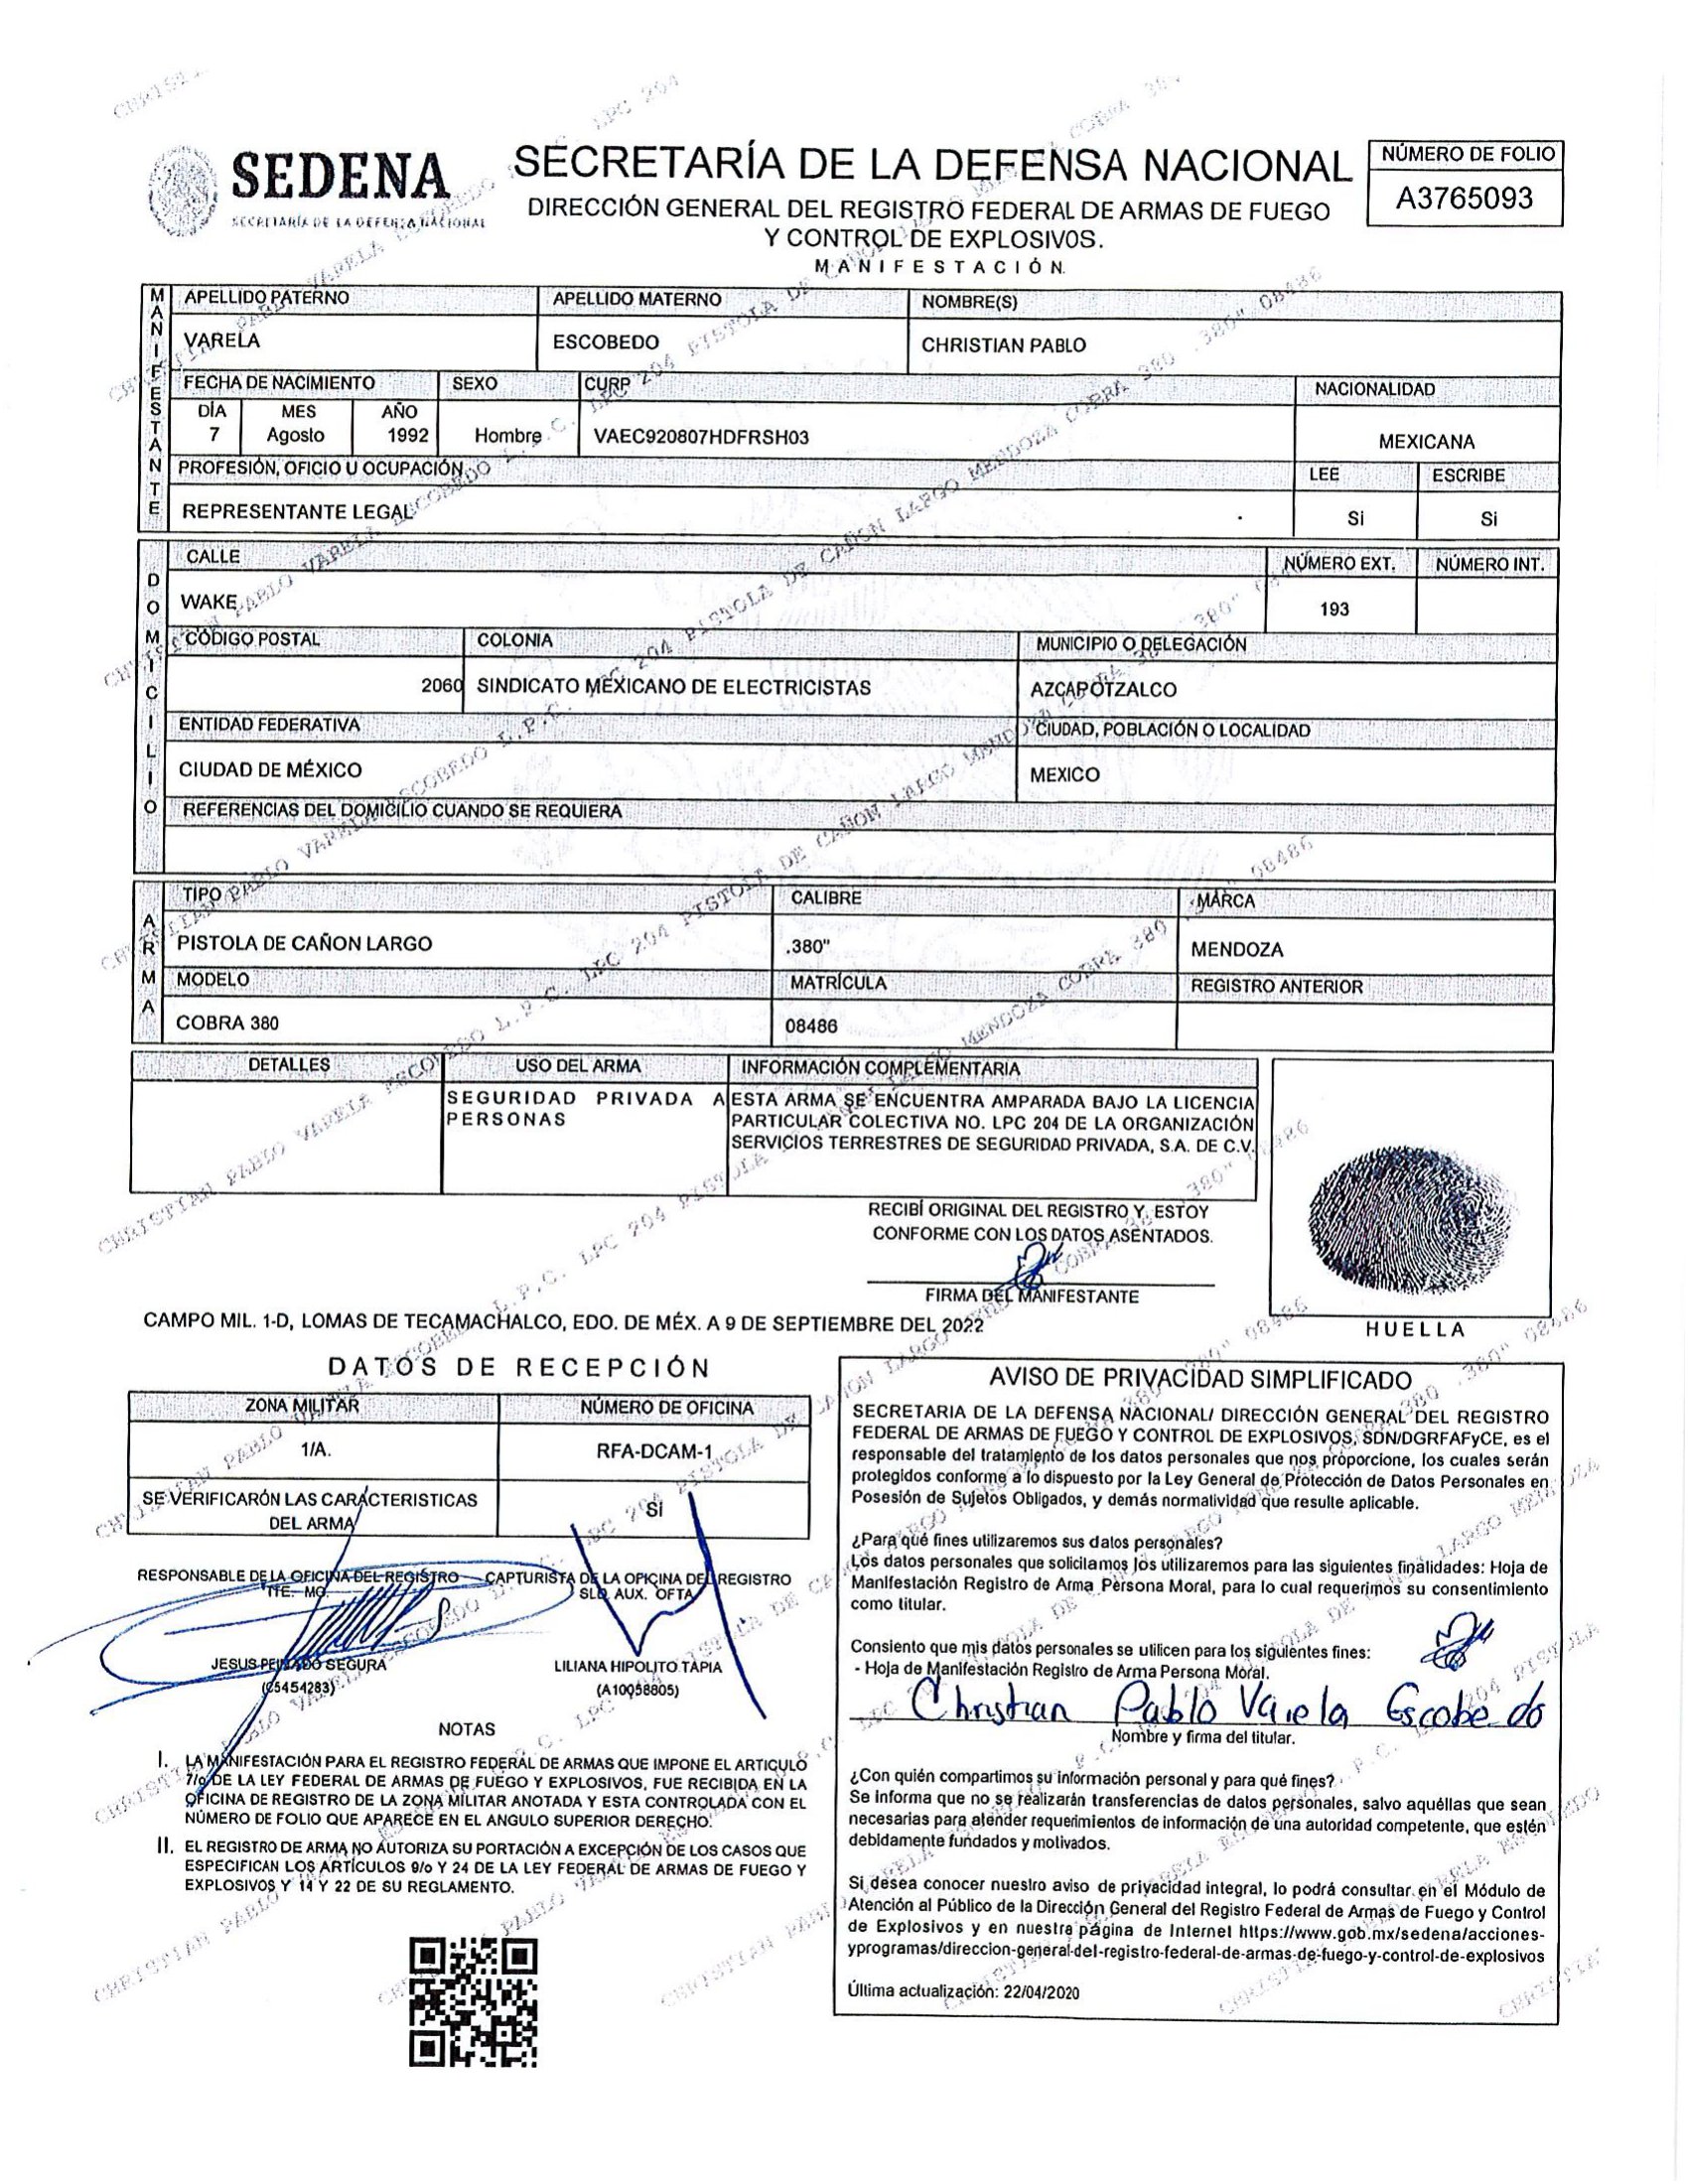 SEDENA
SECRETARÍA DE LA DEFENSA NACIONAL
SECRETARÍA DE LA DEFENSA NACIONAL
DIRECCIÓN GENERAL DEL REGISTRO FEDERAL DE ARMAS DE FUEGO
Y CONTROL DE EXPLOSIVOS.
MANIFESTACIÓN
NÚMERO DE FOLIO
A3765093
MANIFESTANTE
APELLIDO PATERNO APELLIDO MATERNO NOMBRE(S)
VARELA ESCOBEDO CHRISTIAN PABLO
FECHA DE NACIMIENTO SEXO CURP NACIONALIDAD
DÍA MES AÑO
7 Agosto 1992 Hombre VAEC920807HDFRSH03 MEXICANA
PROFESIÓN, OFICIO U OCUPACIÓN LEE ESCRIBE
REPRESENTANTE LEGAL Si Si
DOMICILIO
CALLE NÚMERO EXT. NÚMERO INT.
WAKE 193
CÓDIGO POSTAL COLONIA MUNICIPIO O DELEGACIÓN
2060 SINDICATO MEXICANO DE ELECTRICISTAS AZCAPOTZALCO
ENTIDAD FEDERATIVA CIUDAD, POBLACIÓN O LOCALIDAD
CIUDAD DE MÉXICO MEXICO
REFERENCIAS DEL DOMICILIO CUANDO SE REQUIERA
ARMA
TIPO CALIBRE MARCA
PISTOLA DE CAÑON LARGO .380" MENDOZA
MODELO MATRÍCULA REGISTRO ANTERIOR
COBRA 380 08486
DETALLES USO DEL ARMA INFORMACIÓN COMPLEMENTARIA
SEGURIDAD PRIVADA A
PERSONAS
ESTA ARMA SE ENCUENTRA AMPARADA BAJO LA LICENCIA
PARTICULAR COLECTIVA NO. LPC 204 DE LA ORGANIZACIÓN
SERVICIOS TERRESTRES DE SEGURIDAD PRIVADA, S.A. DE C.V.
RECIBÍ ORIGINAL DEL REGISTRO Y ESTOY
CONFORME CON LOS DATOS ASENTADOS.
FIRMA DEL MANIFESTANTE
HUELLA
CAMPO MIL. 1-D, LOMAS DE TECAMACHALCO, EDO. DE MÉX. A 9 DE SEPTIEMBRE DEL 2022
DATOS DE RECEPCIÓN
ZONA MILITAR NÚMERO DE OFICINA
1/A. RFA-DCAM-1
SE VERIFICARÓN LAS CARACTERISTICAS
DEL ARMA
SI
RESPONSABLE DE LA OFICINA DEL REGISTRO
TTE. MG.
JESUS PEINADO SEGURA
(C5454283)
CAPTURISTA DE LA OFICINA DEL REGISTRO
SLD. AUX. OFTA.
LILIANA HIPOLITO TAPIA
(A10058805)
NOTAS
I. LA MANIFESTACIÓN PARA EL REGISTRO FEDERAL DE ARMAS QUE IMPONE EL ARTICULO
7/o DE LA LEY FEDERAL DE ARMAS DE FUEGO Y EXPLOSIVOS, FUE RECIBIDA EN LA
OFICINA DE REGISTRO DE LA ZONA MILITAR ANOTADA Y ESTA CONTROLADA CON EL
NÚMERO DE FOLIO QUE APARECE EN EL ANGULO SUPERIOR DERECHO.
II. EL REGISTRO DE ARMA NO AUTORIZA SU PORTACIÓN A EXCEPCIÓN DE LOS CASOS QUE
ESPECIFICAN LOS ARTÍCULOS 9/o Y 24 DE LA LEY FEDERAL DE ARMAS DE FUEGO Y
EXPLOSIVOS Y 14 Y 22 DE SU REGLAMENTO.
AVISO DE PRIVACIDAD SIMPLIFICADO
SECRETARIA DE LA DEFENSA NACIONAL/ DIRECCIÓN GENERAL DEL REGISTRO
FEDERAL DE ARMAS DE FUEGO Y CONTROL DE EXPLOSIVOS, SDN/DGRFAFyCE, es el
responsable del tratamiento de los datos personales que nos proporcione, los cuales serán
protegidos conforme a lo dispuesto por la Ley General de Protección de Datos Personales en
Posesión de Sujetos Obligados, y demás normatividad que resulte aplicable.
¿Para qué fines utilizaremos sus datos personales?
Los datos personales que solicitamos los utilizaremos para las siguientes finalidades: Hoja de
Manifestación Registro de Arma Persona Moral, para lo cual requerimos su consentimiento
como titular.
Consiento que mis datos personales se utilicen para los siguientes fines:
- Hoja de Manifestación Registro de Arma Persona Moral.
Christian Pablo Varela Escobedo
Nombre y firma del titular.
¿Con quién compartimos su información personal y para qué fines?
Se informa que no se realizarán transferencias de datos personales, salvo aquéllas que sean
necesarias para atender requerimientos de información de una autoridad competente, que estén
debidamente fundados y motivados.
Si desea conocer nuestro aviso de privacidad integral, lo podrá consultar en el Módulo de
Atención al Público de la Dirección General del Registro Federal de Armas de Fuego y Control
de Explosivos y en nuestra página de Internet https://www.gob.mx/sedena/acciones-
yprogramas/direccion-general-del-registro-federal-de-armas-de-fuego-y-control-de-explosivos
Última actualización: 22/04/2020